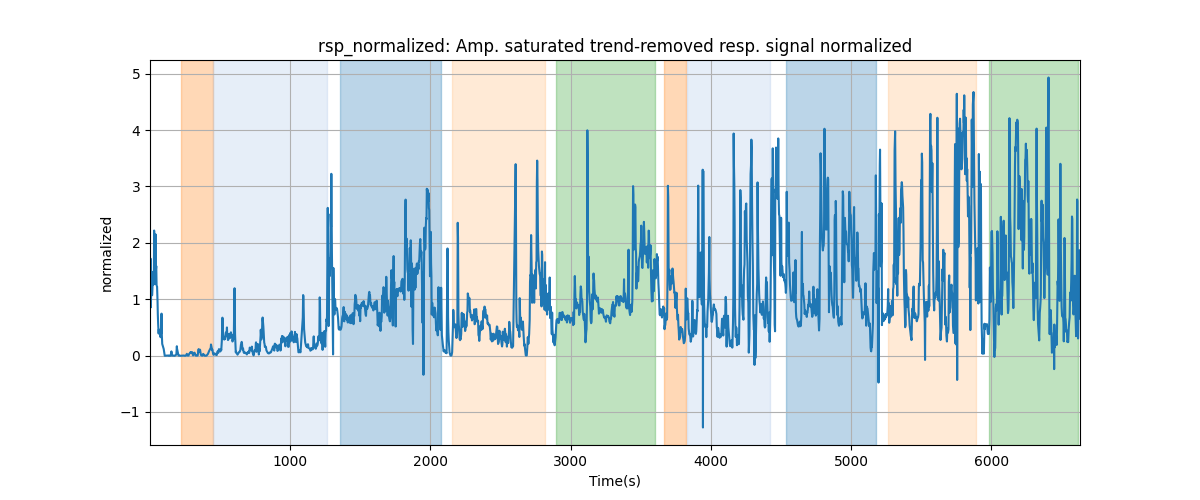 rsp_normalized: Amp. saturated trend-removed resp. signal normalized
5
4
3
2
1
0
−1
normalized
1000 2000 3000 4000 5000 6000
Time(s)